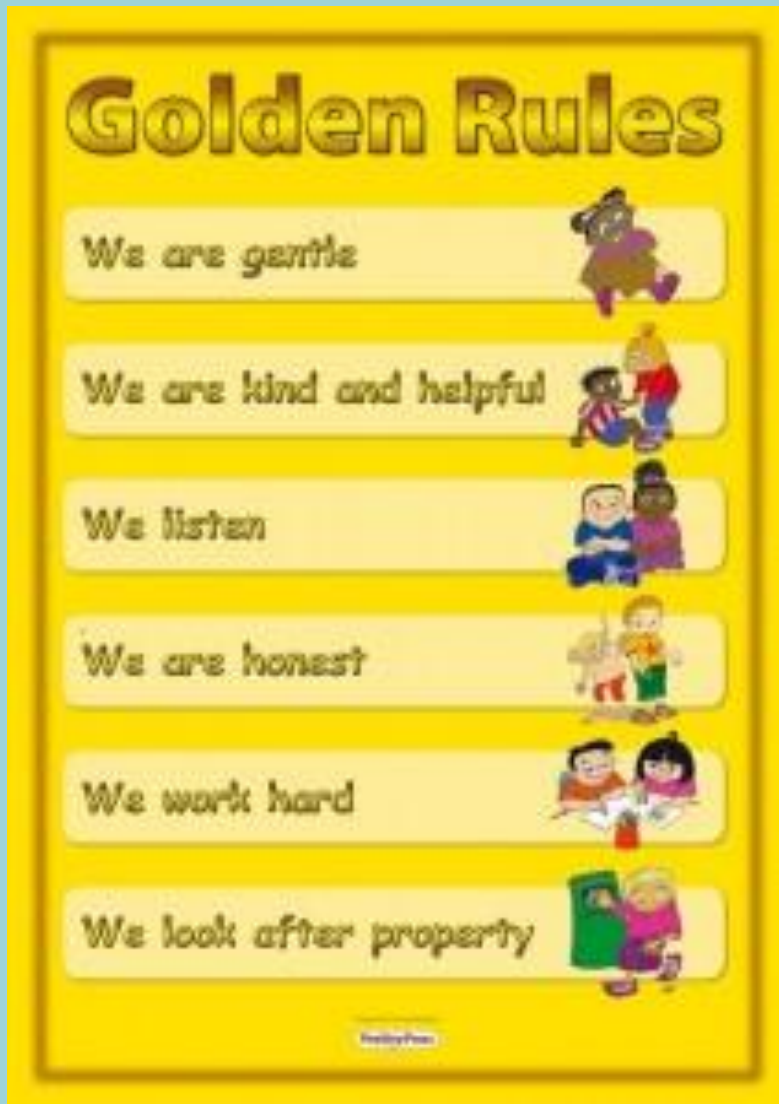 Golden Rules
We are gentle
We are kind and helpful
We listen
We are honest
We work hard
We look after property